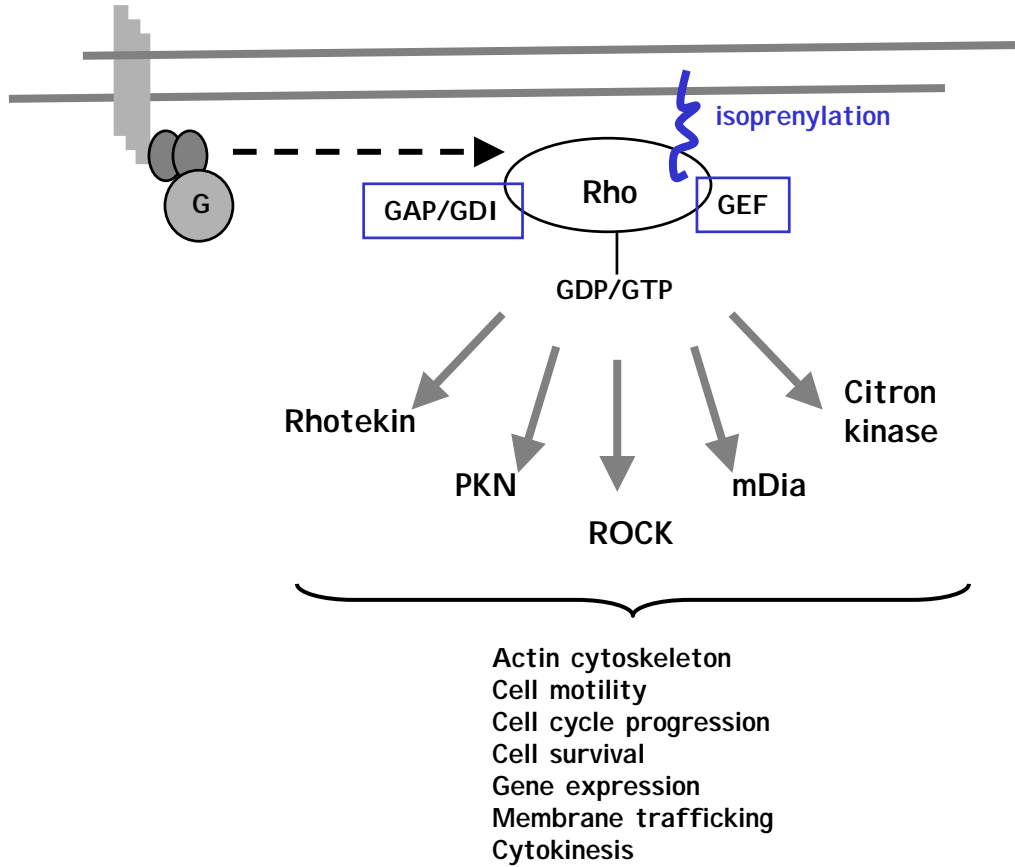 isoprenylation
G
GAP/GDI
Rho
GEF
GDP/GTP
Rhotekin
PKN
ROCK
mDia
Citron
kinase
Actin cytoskeleton
Cell motility
Cell cycle progression
Cell survival
Gene expression
Membrane trafficking
Cytokinesis